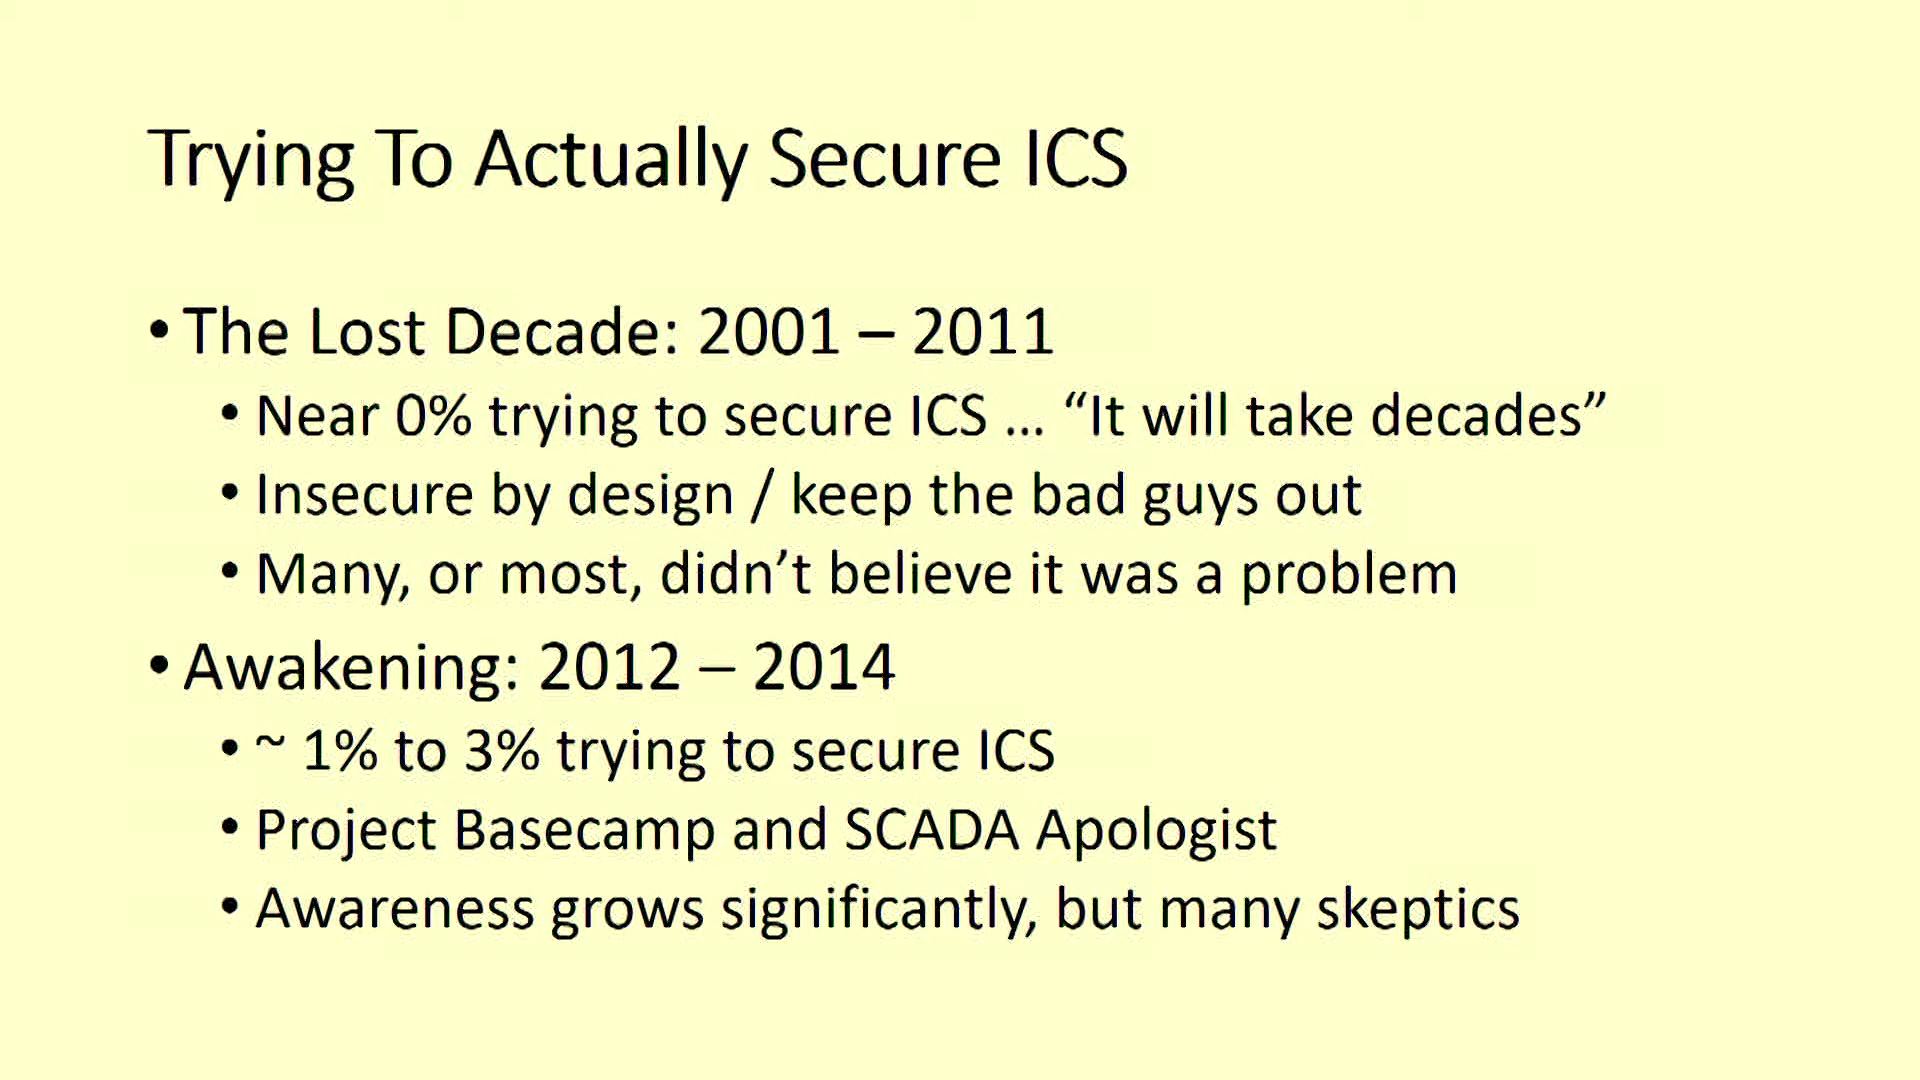 Trying To Actually Secure ICS
• The Lost Decade: 2001 – 2011
• Near 0% trying to secure ICS … “It will take decades”
• Insecure by design / keep the bad guys out
• Many, or most, didn’t believe it was a problem
• Awakening: 2012 – 2014
• ~ 1% to 3% trying to secure ICS
• Project Basecamp and SCADA Apologist
• Awareness grows significantly, but many skeptics